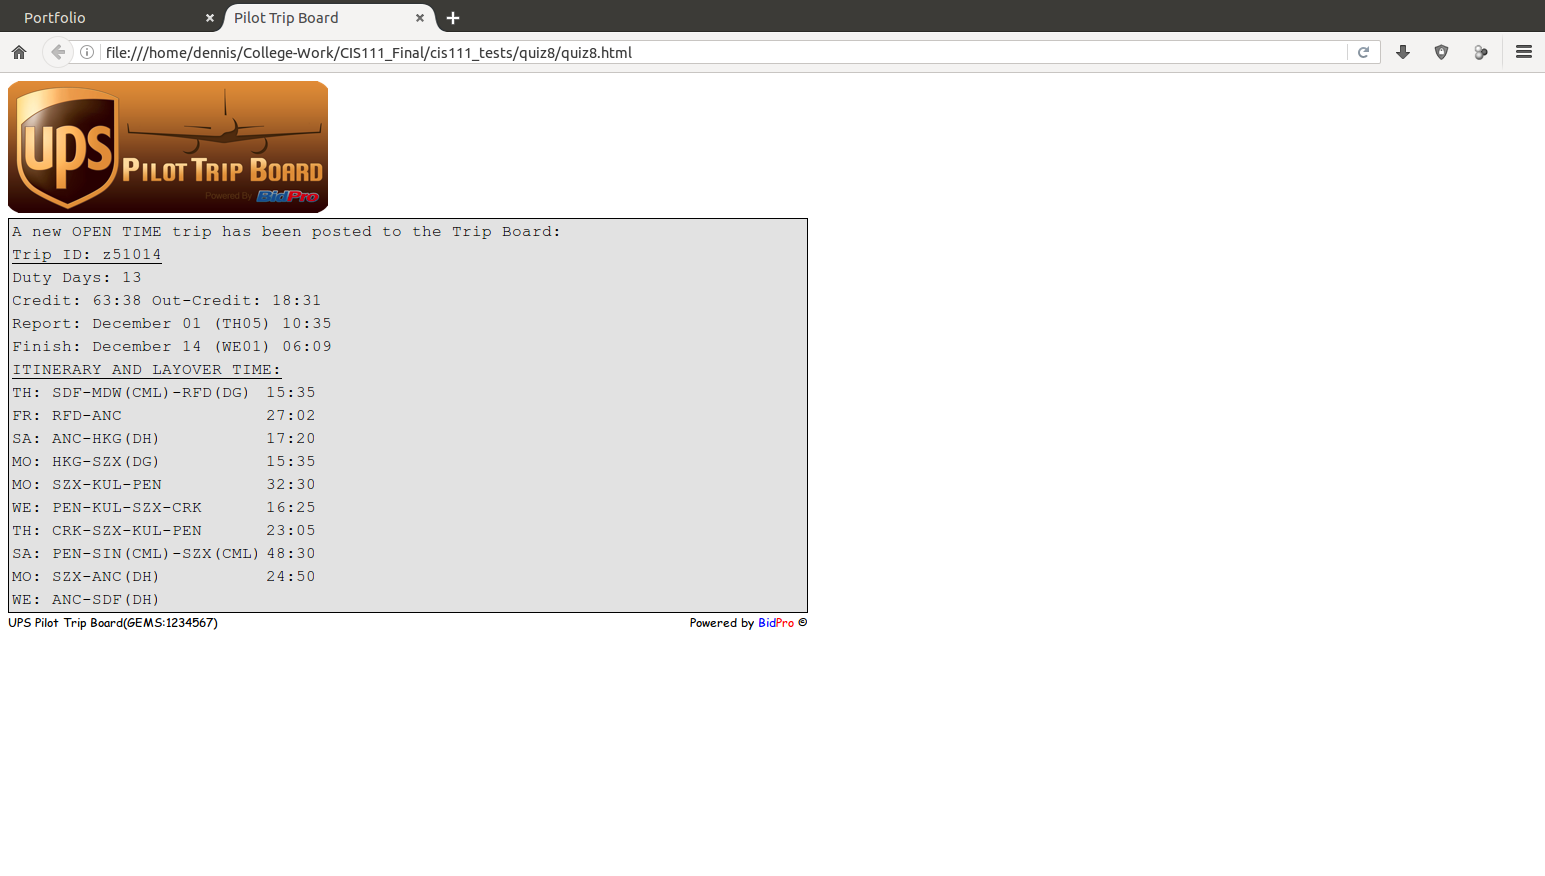 Portfolio
Pilot Trip Board
file:///home/dennis/College-Work/CIS111_Final/cis111_tests/quiz8/quiz8.html
ups
PILOT TRIP BOARD
Powered By BidPro
A new OPEN TIME trip has been posted to the Trip Board:
Trip ID: z51014
Duty Days: 13
Credit: 63:38 Out-Credit: 18:31
Report: December 01 (TH05) 10:35
Finish: December 14 (WE01) 06:09
ITINERARY AND LAYOVER TIME:
TH: SDF-MDW(CML)-RFD(DG) 15:35
FR: RFD-ANC 27:02
SA: ANC-HKG(DH) 17:20
MO: HKG-SZX(DG) 15:35
MO: SZX-KUL-PEN 32:30
WE: PEN-KUL-SZX-CRK 16:25
TH: CRK-SZX-KUL-PEN 23:05
SA: PEN-SIN(CML)-SZX(CML) 48:30
MO: SZX-ANC(DH) 24:50
WE: ANC-SDF(DH)
UPS Pilot Trip Board(GEMS:1234567) Powered by BidPro ©